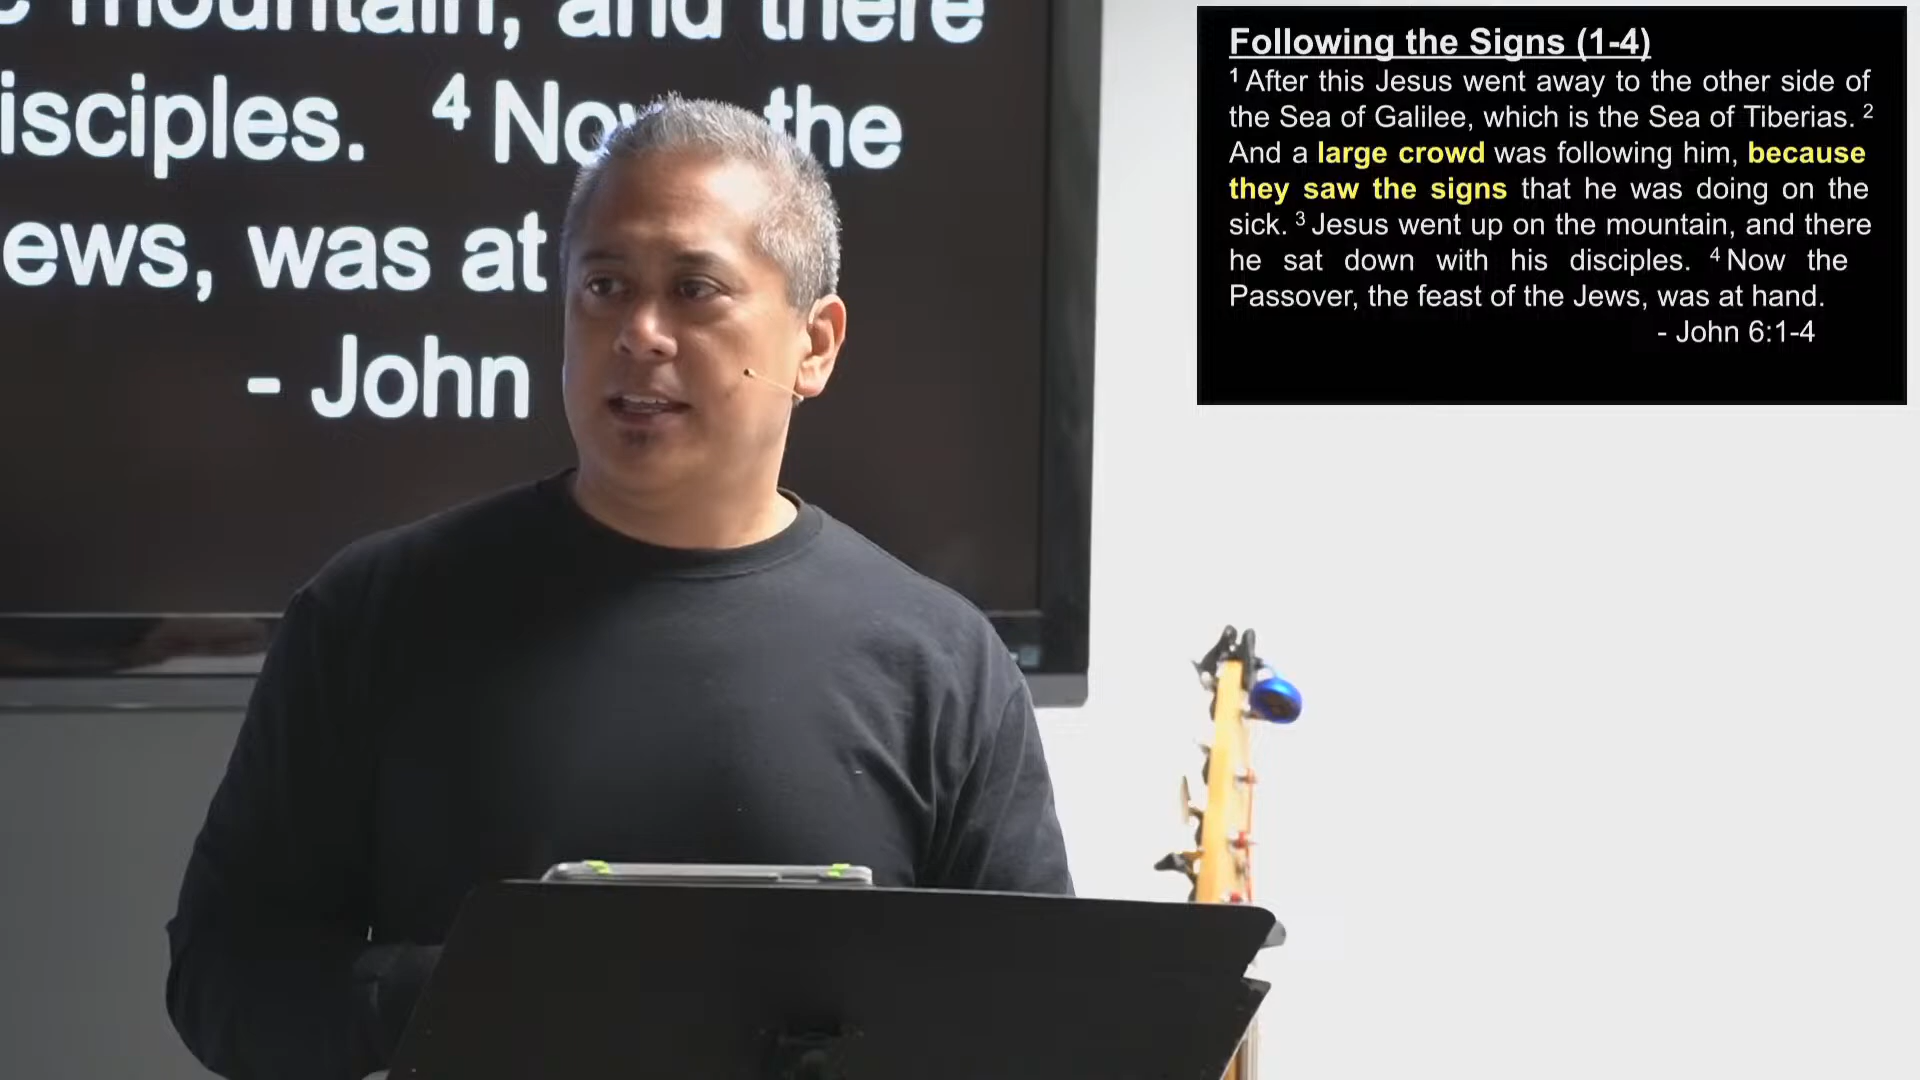 mountain, and there
isciples. ⁴ Now the
ews, was at
- John
Following the Signs (1-4)
¹ After this Jesus went away to the other side of
the Sea of Galilee, which is the Sea of Tiberias. ²
And a large crowd was following him, because
they saw the signs that he was doing on the
sick. ³ Jesus went up on the mountain, and there
he sat down with his disciples. ⁴ Now the
Passover, the feast of the Jews, was at hand.
- John 6:1-4